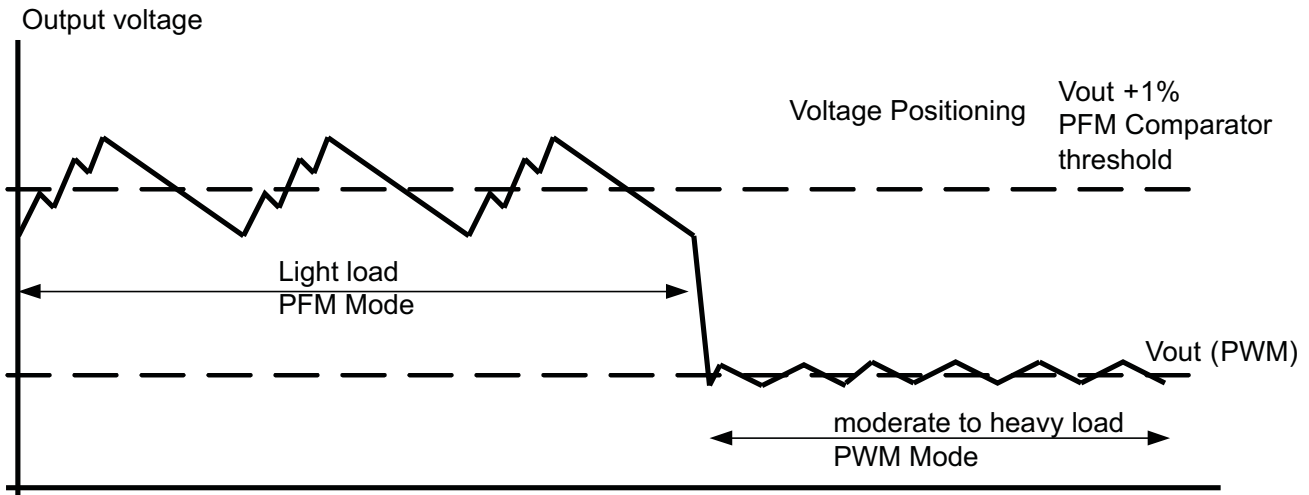 Output voltage
Voltage Positioning
Vout +1%
PFM Comparator
threshold
Light load
PFM Mode
Vout (PWM)
moderate to heavy load
PWM Mode